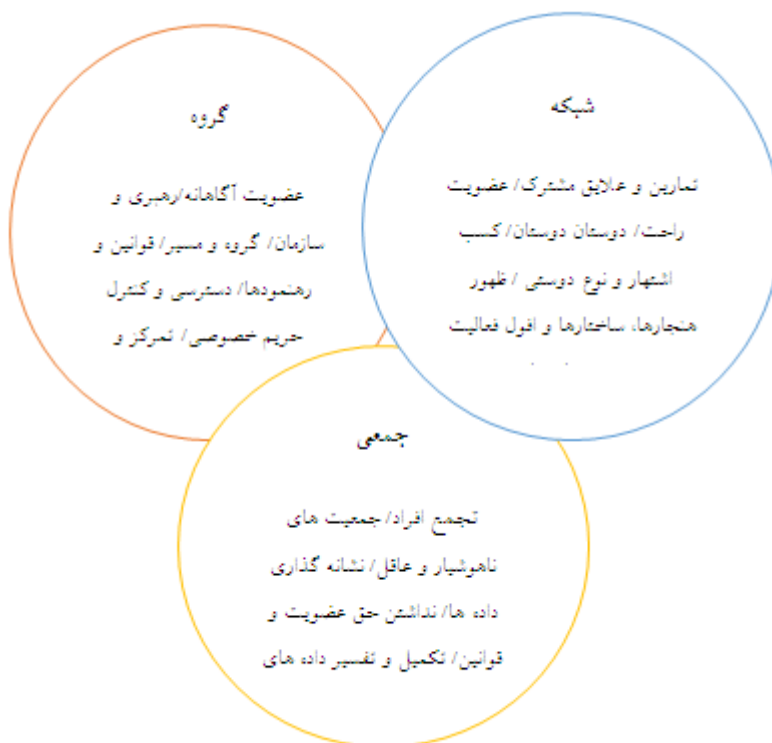 گروه
عضویت آگاهانه/رهبری و
سازمان/ گروه و مسیر/ قوانین و
رهنمودها/ دسترسی و کنترل
حریم خصوصی/ تمرکز و
شبکه
تمارین و علایق مشترک/ عضویت
راحت/ دوستان دوستان/ کسب
اشتهار و نوع دوستی / ظهور
هنجارها، ساختارها و افول فعالیت
جمعی
تجمع افراد/ جمعیت های
ناهوشیار و عاقل/ نشانه گذاری
داده ها/ نداشتن حق عضویت و
قوانین/ تکمیل و تفسیر داده های